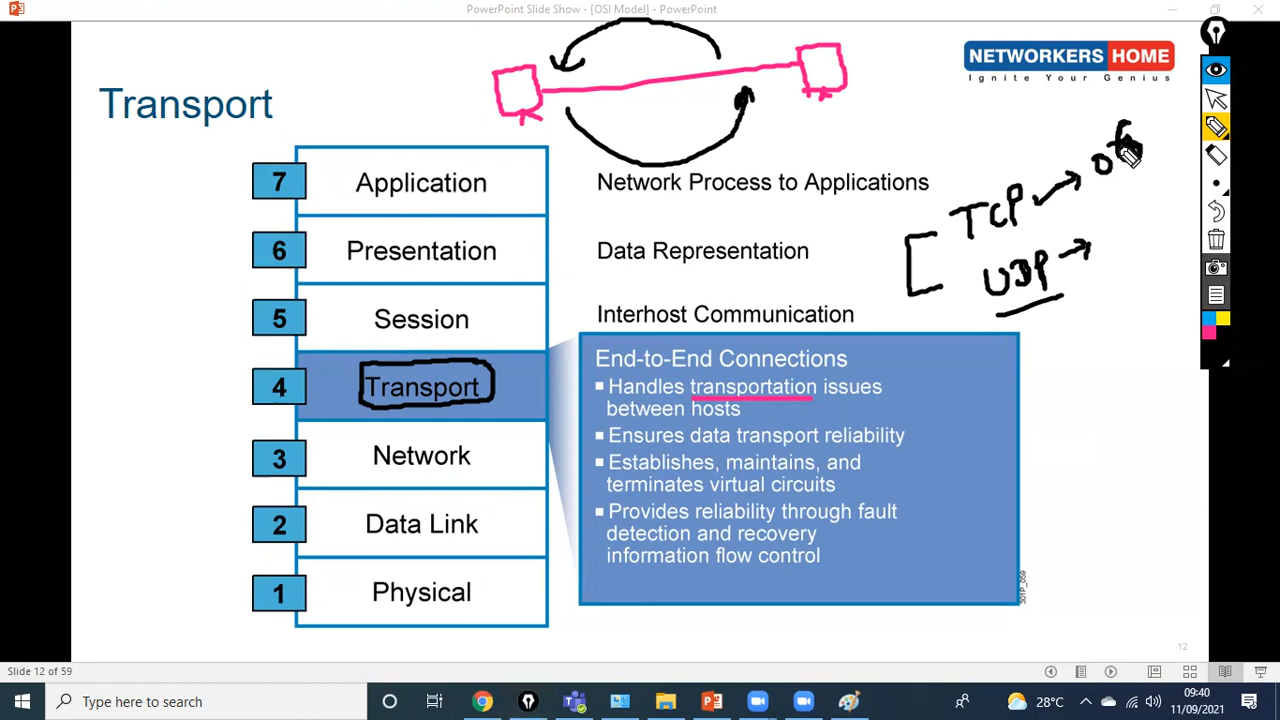 PowerPoint Slide Show - [OSI Model] - PowerPoint
NETWORKERS HOME
Ignite Your Genius
Transport
7 Application Network Process to Applications
TCP
6 Presentation Data Representation
UDP
5 Session Interhost Communication
4 Transport
End-to-End Connections
Handles transportation issues
between hosts
Ensures data transport reliability
Establishes, maintains, and
terminates virtual circuits
Provides reliability through fault
detection and recovery
information flow control
3 Network
2 Data Link
1 Physical
301P_059
12
Slide 12 of 59
Type here to search
28°C
09:40
11/09/2021